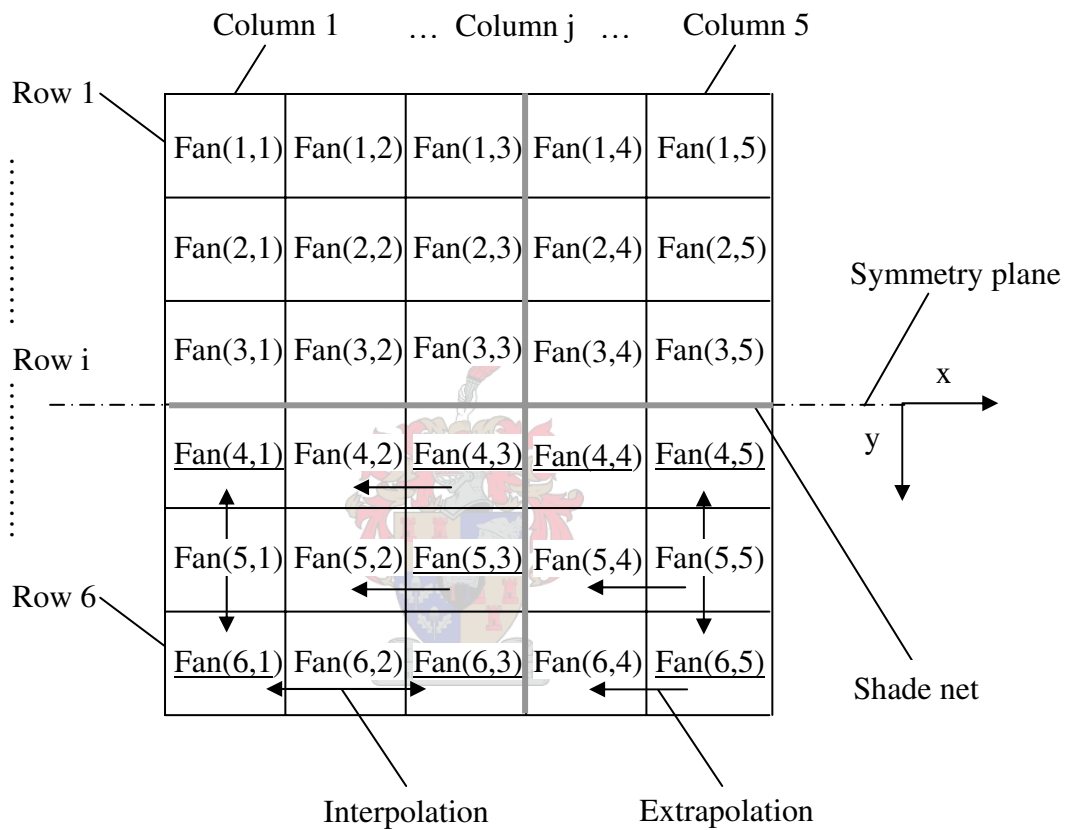 Column 1 … Column j … Column 5
Row 1
Fan(1,1) Fan(1,2) Fan(1,3) Fan(1,4) Fan(1,5)
Fan(2,1) Fan(2,2) Fan(2,3) Fan(2,4) Fan(2,5)
Symmetry plane
Row i
Fan(3,1) Fan(3,2) Fan(3,3) Fan(3,4) Fan(3,5)
x
y
Fan(4,1) Fan(4,2) Fan(4,3) Fan(4,4) Fan(4,5)
Fan(5,1) Fan(5,2) Fan(5,3) Fan(5,4) Fan(5,5)
Row 6
Fan(6,1) Fan(6,2) Fan(6,3) Fan(6,4) Fan(6,5)
Shade net
Interpolation Extrapolation